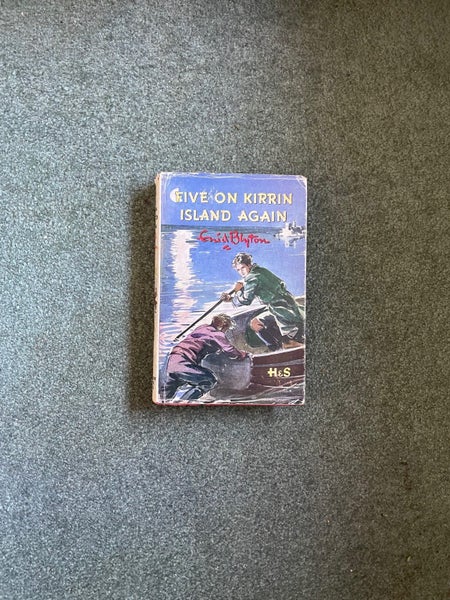 FIVE ON KIRRIN
ISLAND AGAIN
Enid Blyton
H&S